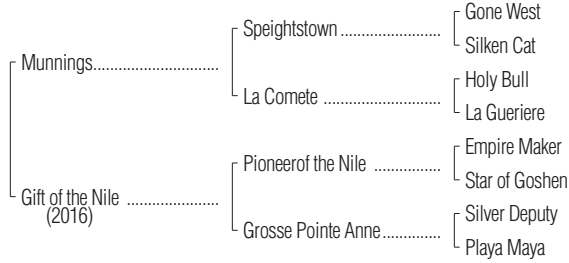 Gone West
Speightstown
Silken Cat
Munnings
Holy Bull
La Comete
La Gueriere
Empire Maker
Pioneerof the Nile
Star of Goshen
Gift of the Nile
(2016)
Silver Deputy
Grosse Pointe Anne
Playa Maya